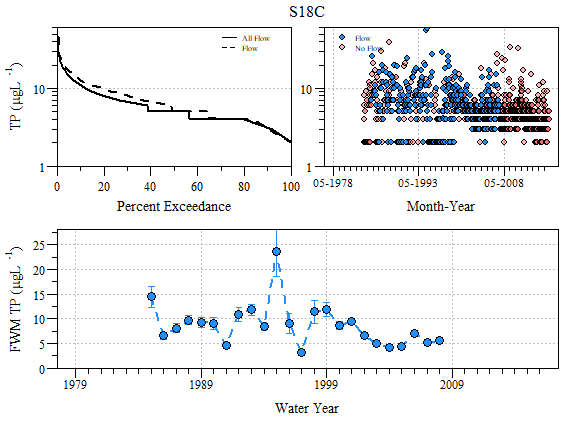 S18C
TP (µgL⁻¹)
10
1
All Flow
Flow
0 20 40 60 80 100
Percent Exceedance
10
1
Flow
No Flow
05-1978 05-1993 05-2008
Month-Year
FWM TP (µgL⁻¹)
25
20
15
10
5
0
1979 1989 1999 2009
Water Year